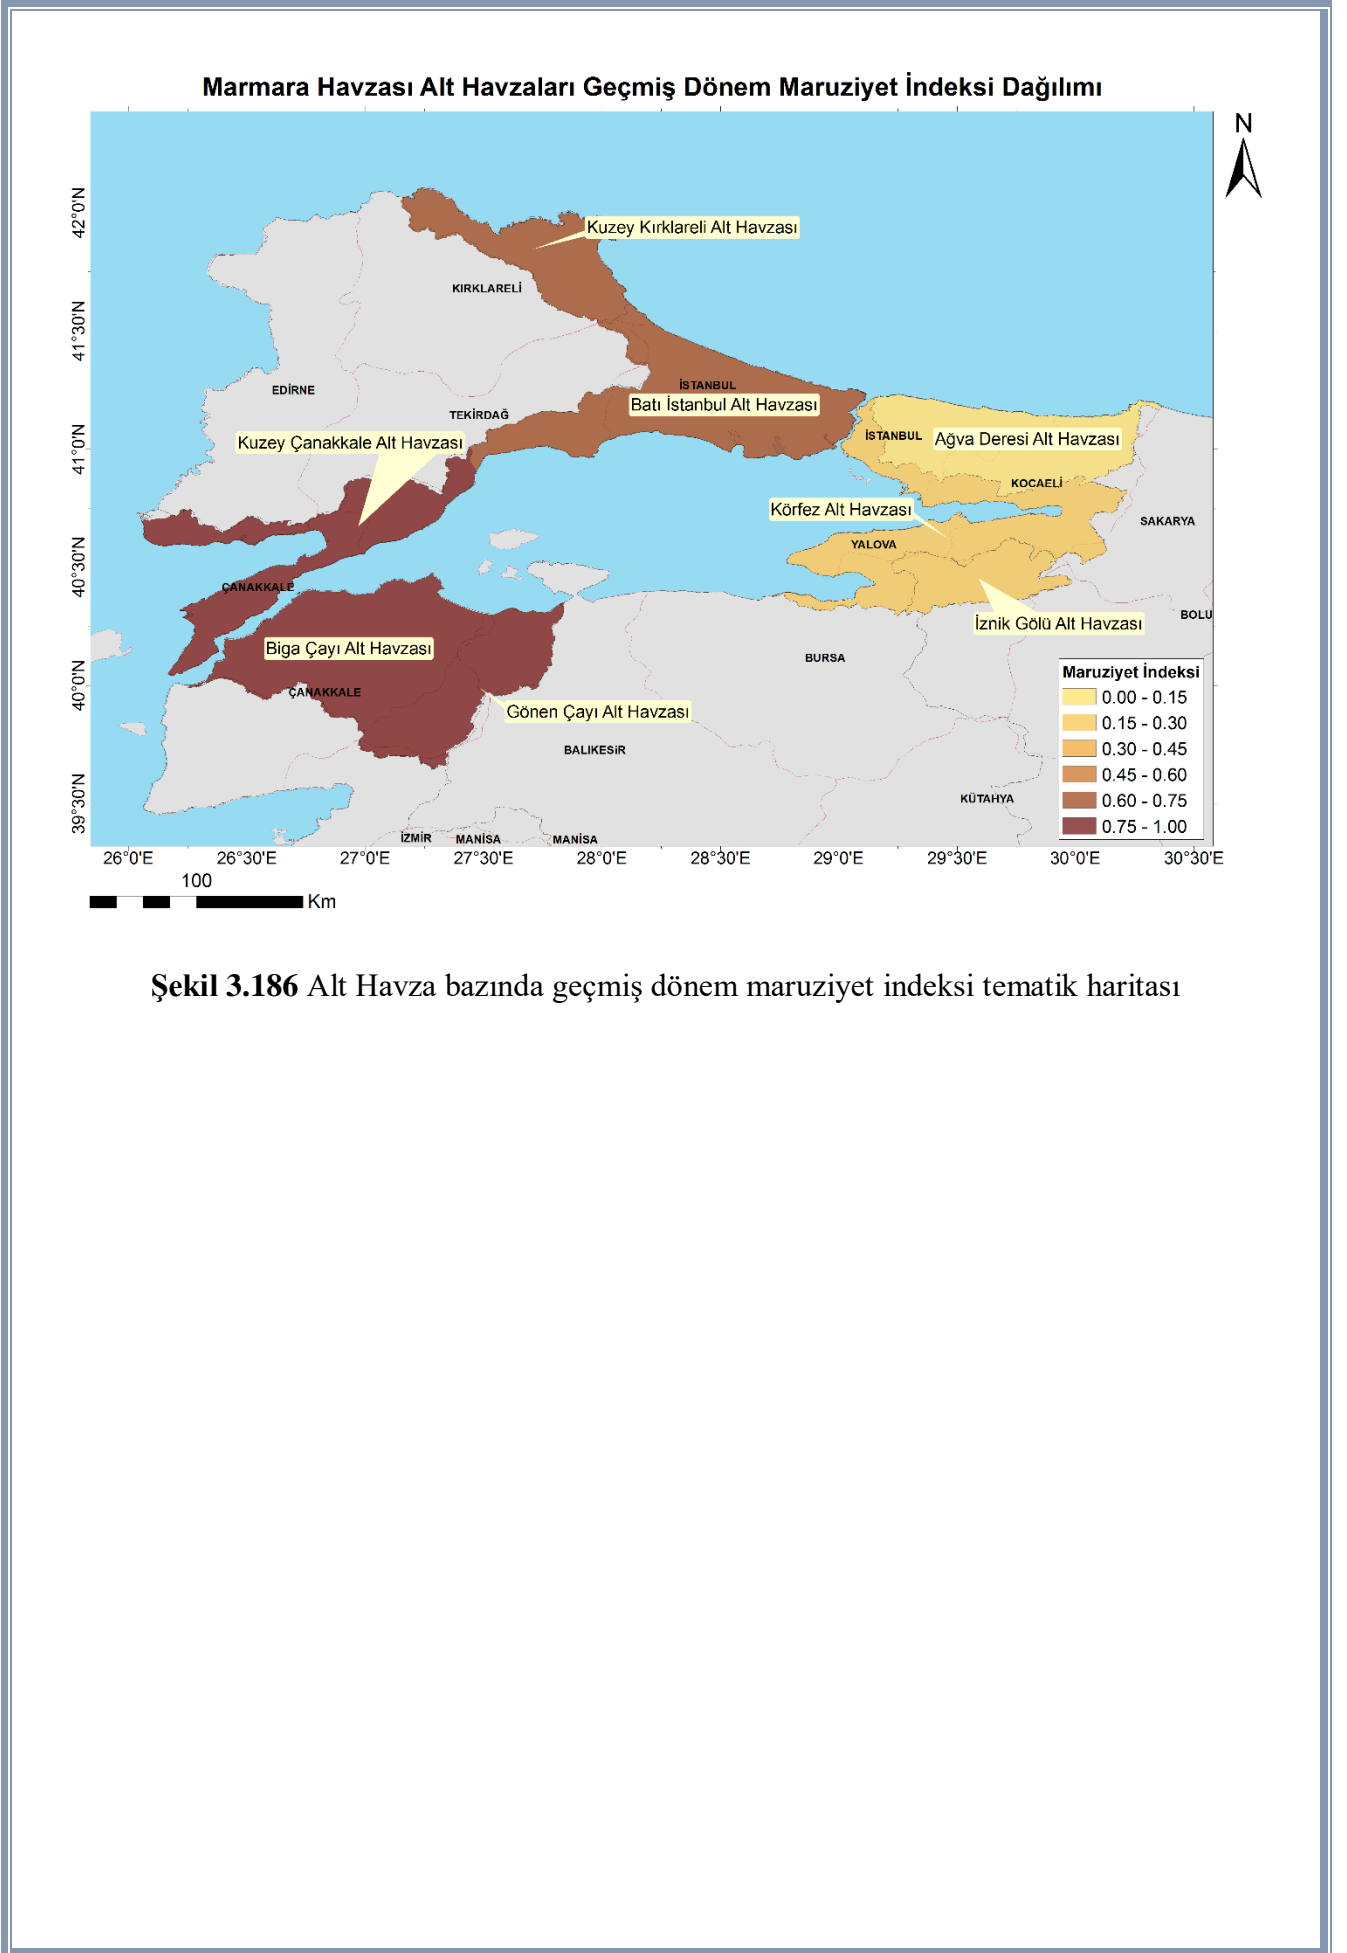 Marmara Havzası Alt Havzaları Geçmiş Dönem Maruziyet İndeksi Dağılımı
N
42°0'N
41°30'N
41°0'N
40°30'N
40°0'N
39°30'N
Kuzey Kırklareli Alt Havzası
KIRKLARELİ
EDİRNE
İSTANBUL
Batı İstanbul Alt Havzası
TEKİRDAĞ
Kuzey Çanakkale Alt Havzası
İSTANBUL
Ağva Deresi Alt Havzası
KOCAELİ
Körfez Alt Havzası
SAKARYA
YALOVA
ÇANAKKALE
İznik Gölü Alt Havzası
BOLU
Biga Çayı Alt Havzası
BURSA
ÇANAKKALE
Gönen Çayı Alt Havzası
BALIKESİR
KÜTAHYA
İZMİR
MANİSA
MANİSA
Maruziyet İndeksi
0.00 - 0.15
0.15 - 0.30
0.30 - 0.45
0.45 - 0.60
0.60 - 0.75
0.75 - 1.00
26°0'E 26°30'E 27°0'E 27°30'E 28°0'E 28°30'E 29°0'E 29°30'E 30°0'E 30°30'E
100
Km
Şekil 3.186 Alt Havza bazında geçmiş dönem maruziyet indeksi tematik haritası